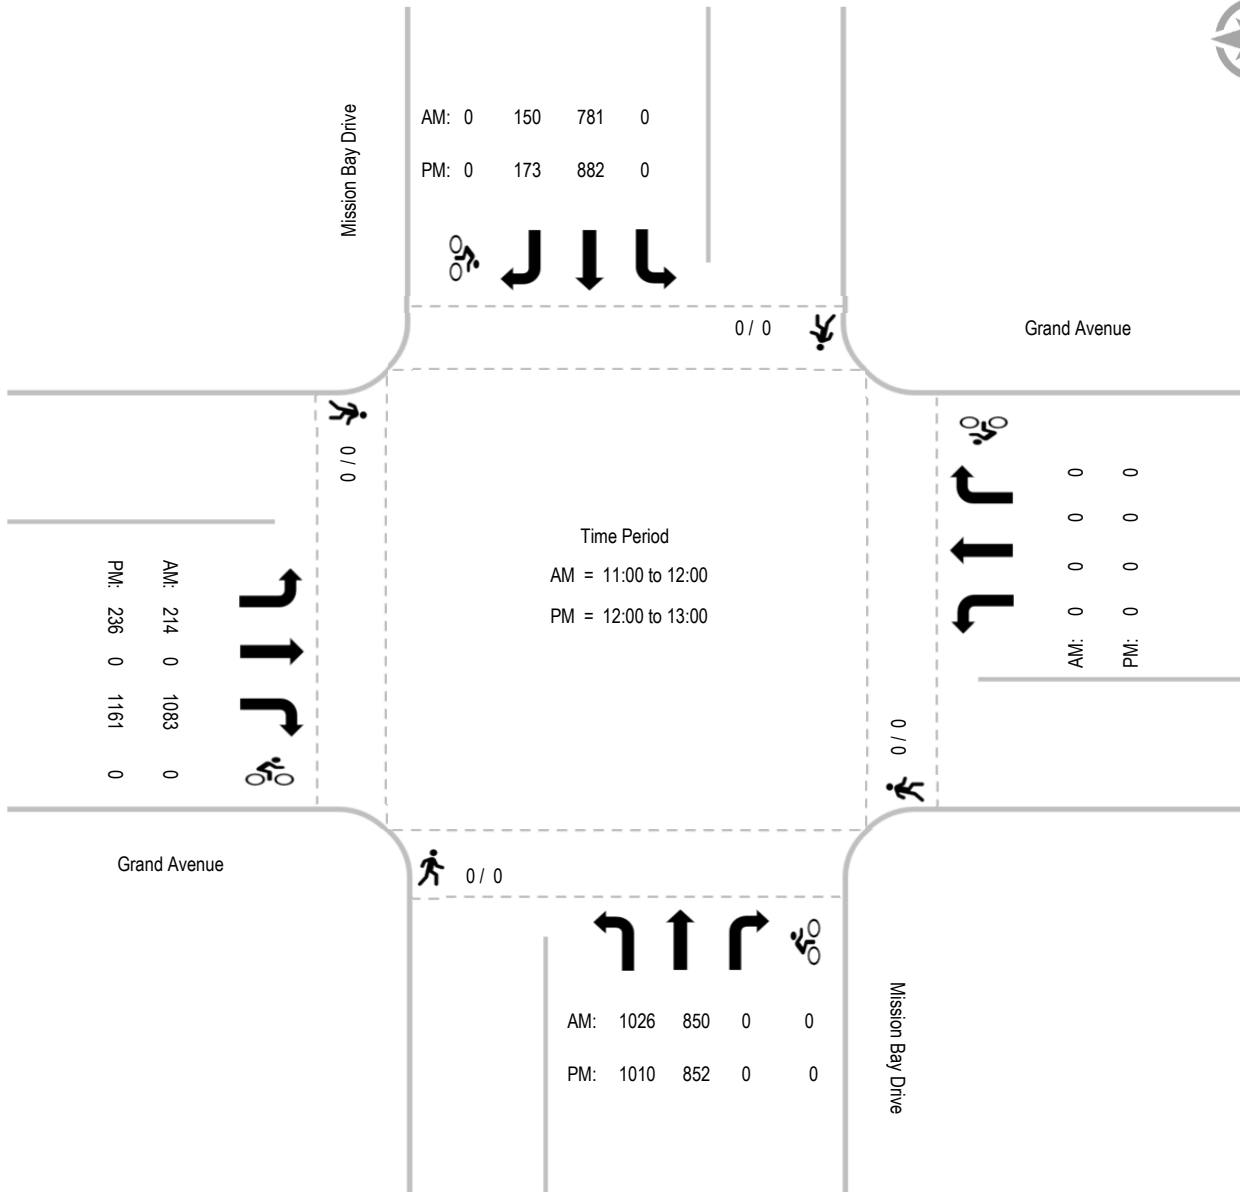 Mission Bay Drive
AM: 0 150 781 0
PM: 0 173 882 0
0 / 0
Grand Avenue
0 / 0
AM: 0 0 0 0
PM: 0 0 0 0
Time Period
AM = 11:00 to 12:00
PM = 12:00 to 13:00
AM: 214 0 1083 0
PM: 236 0 1161 0
0 / 0
Grand Avenue
0 / 0
AM: 1026 850 0 0
PM: 1010 852 0 0
Mission Bay Drive